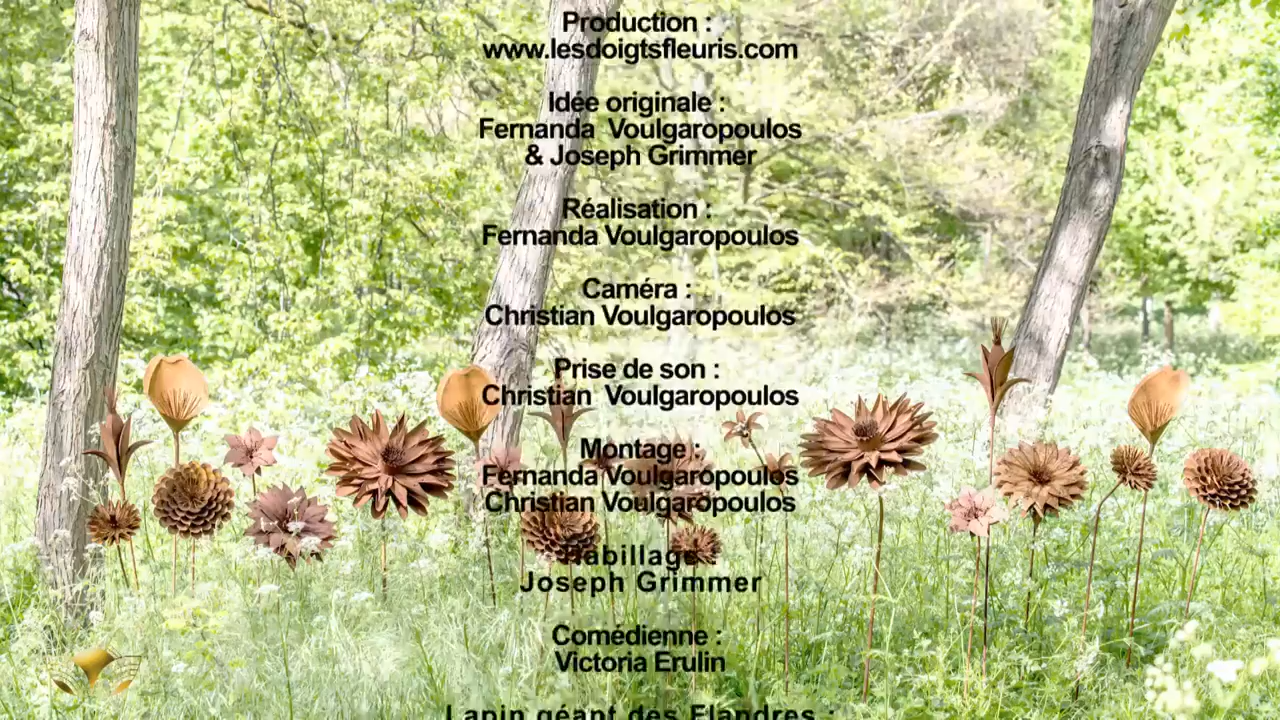 Production :
www.lesdoigtsfleuris.com
Idée originale :
Fernanda Voulgaropoulos
& Joseph Grimmer
Réalisation :
Fernanda Voulgaropoulos
Caméra :
Christian Voulgaropoulos
Prise de son :
Christian Voulgaropoulos
Montage :
Fernanda Voulgaropoulos
Christian Voulgaropoulos
Habillage
Joseph Grimmer
Comédienne :
Victoria Erulin
Lapin géant des Flandres :